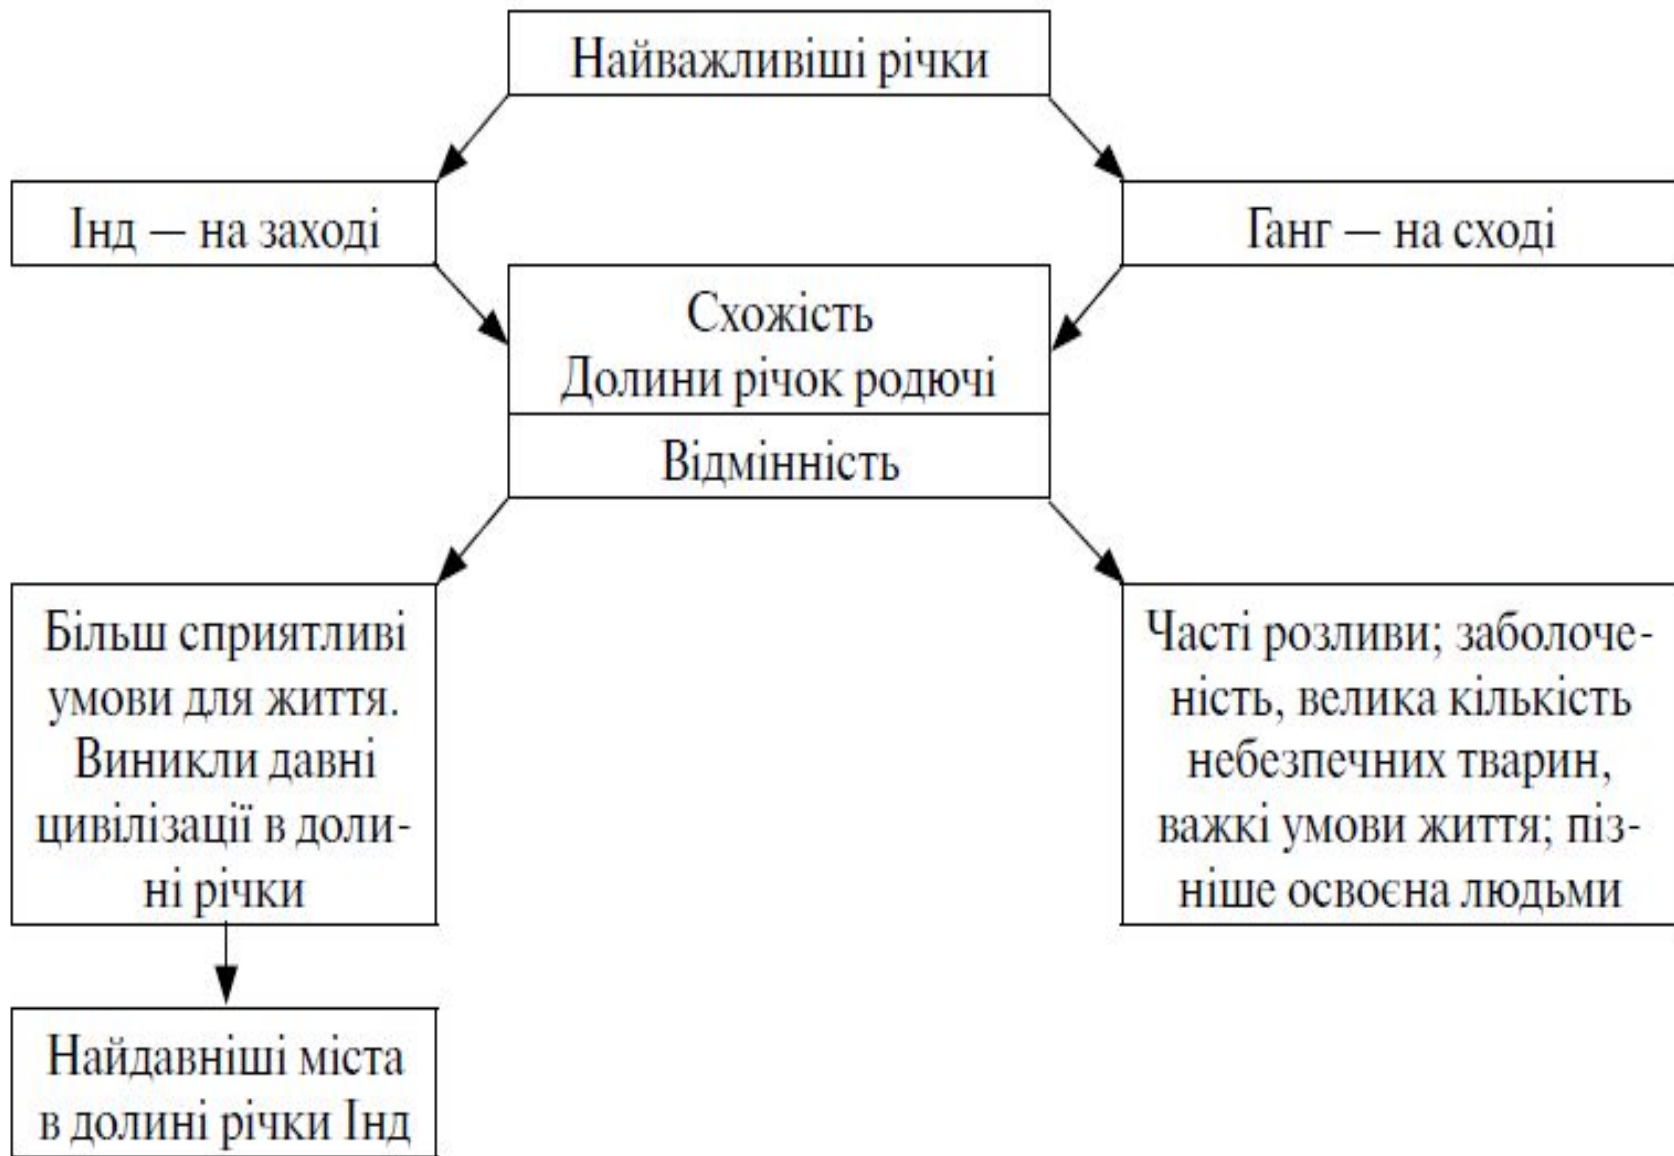 Найважливіші річки
Інд — на заході
Ганг — на сході
Схожість
Долини річок родючі
Відмінність
Більш сприятливі
умови для життя.
Виникли давні
цивілізації в доли-
ні річки
Часті розливи; заболоче-
ність, велика кількість
небезпечних тварин,
важкі умови життя; піз-
ніше освоєна людьми
Найдавніші міста
в долині річки Інд